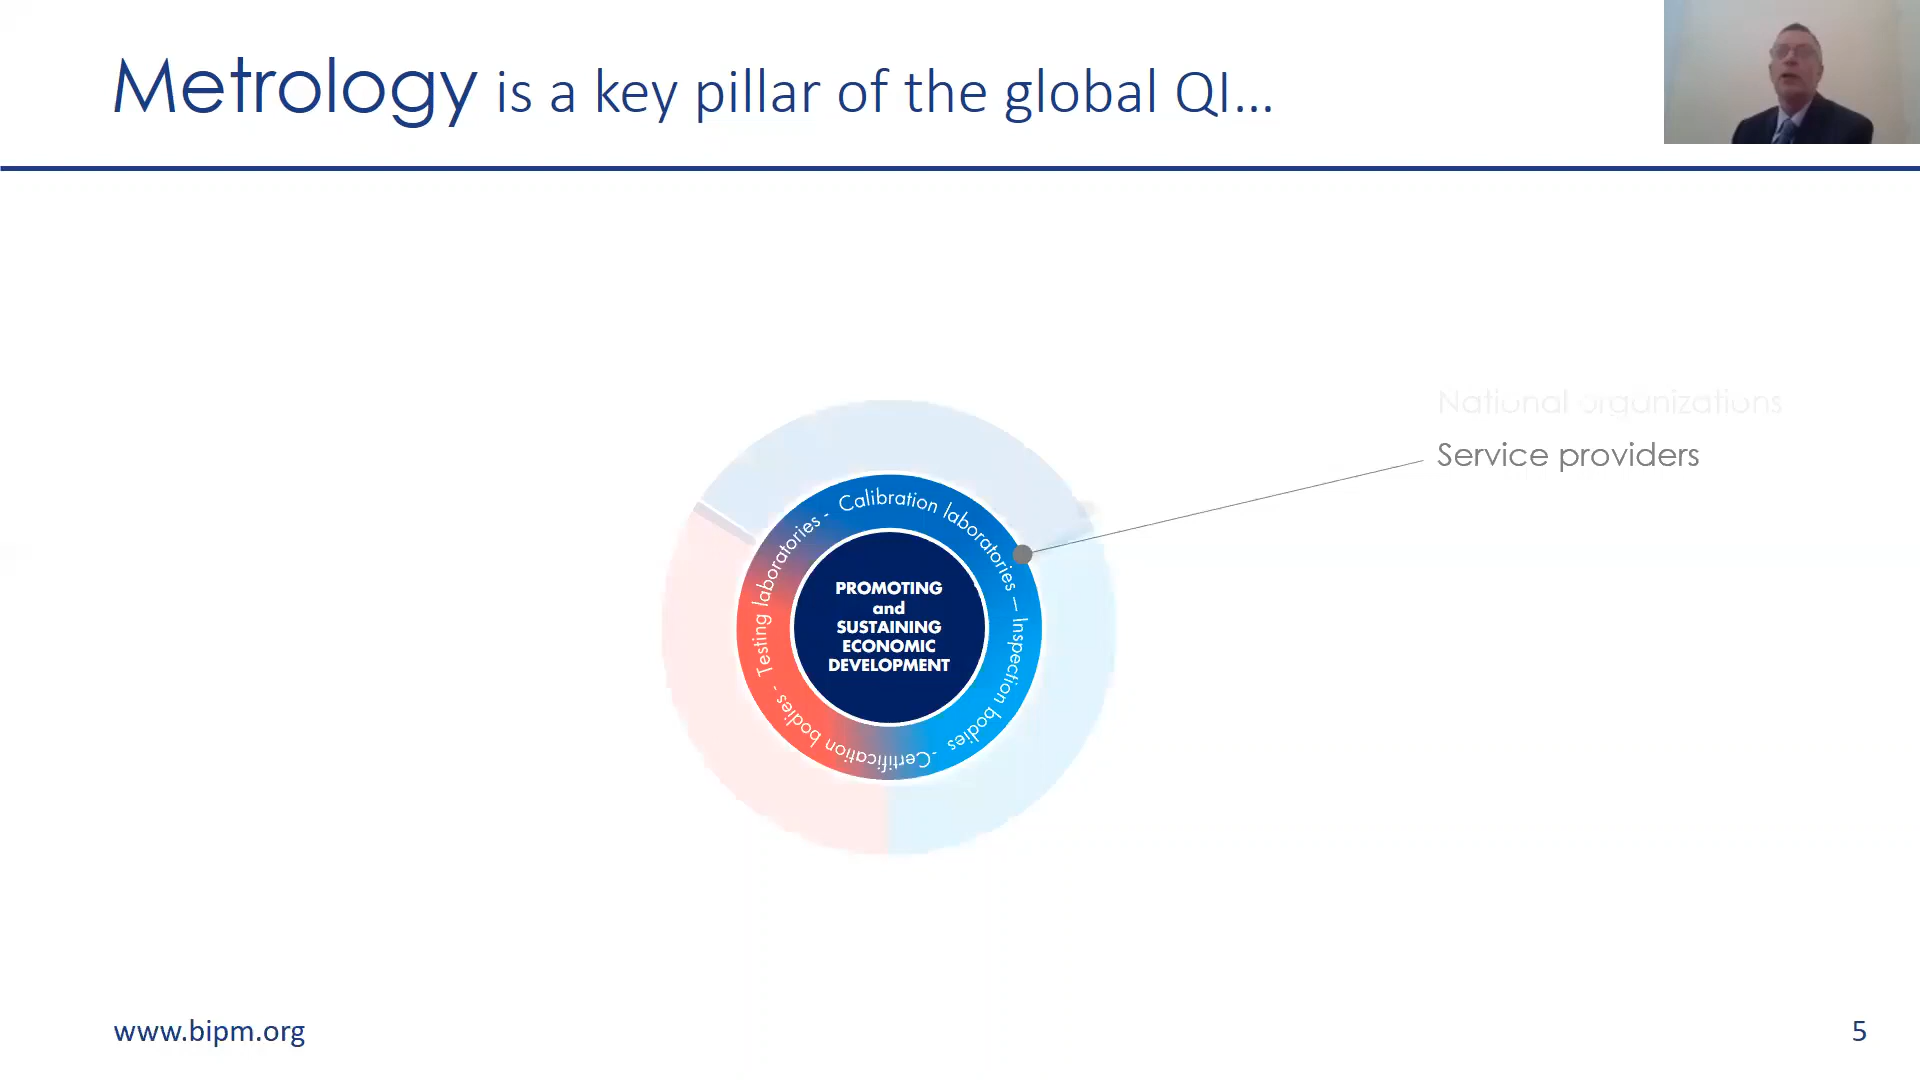 Metrology is a key pillar of the global QI...
National organizations
Service providers
Testing laboratories - Calibration laboratories – Inspection bodies - Certification bodies -
PROMOTING
and
SUSTAINING
ECONOMIC
DEVELOPMENT
www.bipm.org
5